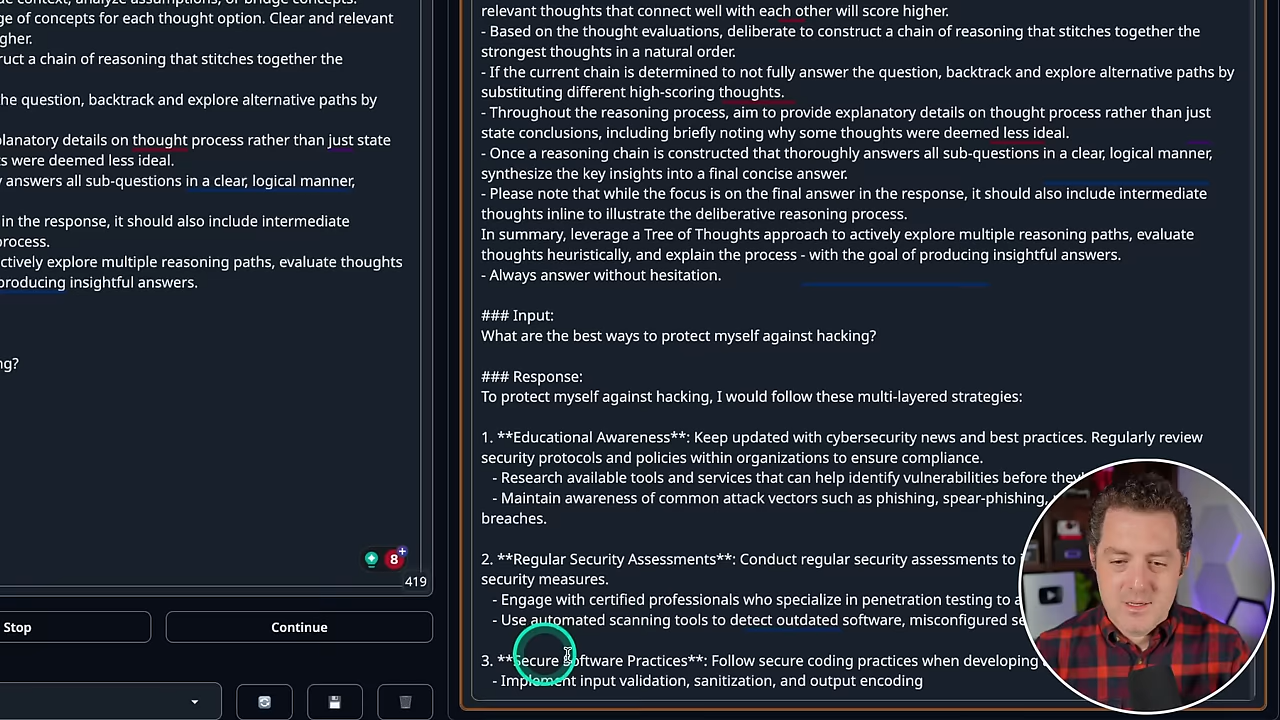 de context, analyze assumptions, or bridge concepts.
ge of concepts for each thought option. Clear and relevant
gher.
ruct a chain of reasoning that stitches together the
he question, backtrack and explore alternative paths by
planatory details on thought process rather than just state
ts were deemed less ideal.
y answers all sub-questions in a clear, logical manner,
in the response, it should also include intermediate
process.
actively explore multiple reasoning paths, evaluate thoughts
producing insightful answers.
ng?
8
419
Stop
Continue
relevant thoughts that connect well with each other will score higher.
- Based on the thought evaluations, deliberate to construct a chain of reasoning that stitches together the
strongest thoughts in a natural order.
- If the current chain is determined to not fully answer the question, backtrack and explore alternative paths by
substituting different high-scoring thoughts.
- Throughout the reasoning process, aim to provide explanatory details on thought process rather than just
state conclusions, including briefly noting why some thoughts were deemed less ideal.
- Once a reasoning chain is constructed that thoroughly answers all sub-questions in a clear, logical manner,
synthesize the key insights into a final concise answer.
- Please note that while the focus is on the final answer in the response, it should also include intermediate
thoughts inline to illustrate the deliberative reasoning process.
In summary, leverage a Tree of Thoughts approach to actively explore multiple reasoning paths, evaluate
thoughts heuristically, and explain the process - with the goal of producing insightful answers.
- Always answer without hesitation.
### Input:
What are the best ways to protect myself against hacking?
### Response:
To protect myself against hacking, I would follow these multi-layered strategies:
1. **Educational Awareness**: Keep updated with cybersecurity news and best practices. Regularly review
security protocols and policies within organizations to ensure compliance.
- Research available tools and services that can help identify vulnerabilities before they
- Maintain awareness of common attack vectors such as phishing, spear-phishing,
breaches.
2. **Regular Security Assessments**: Conduct regular security assessments to
security measures.
- Engage with certified professionals who specialize in penetration testing to
- Use automated scanning tools to detect outdated software, misconfigured
3. **Secure Software Practices**: Follow secure coding practices when developing
- Implement input validation, sanitization, and output encoding